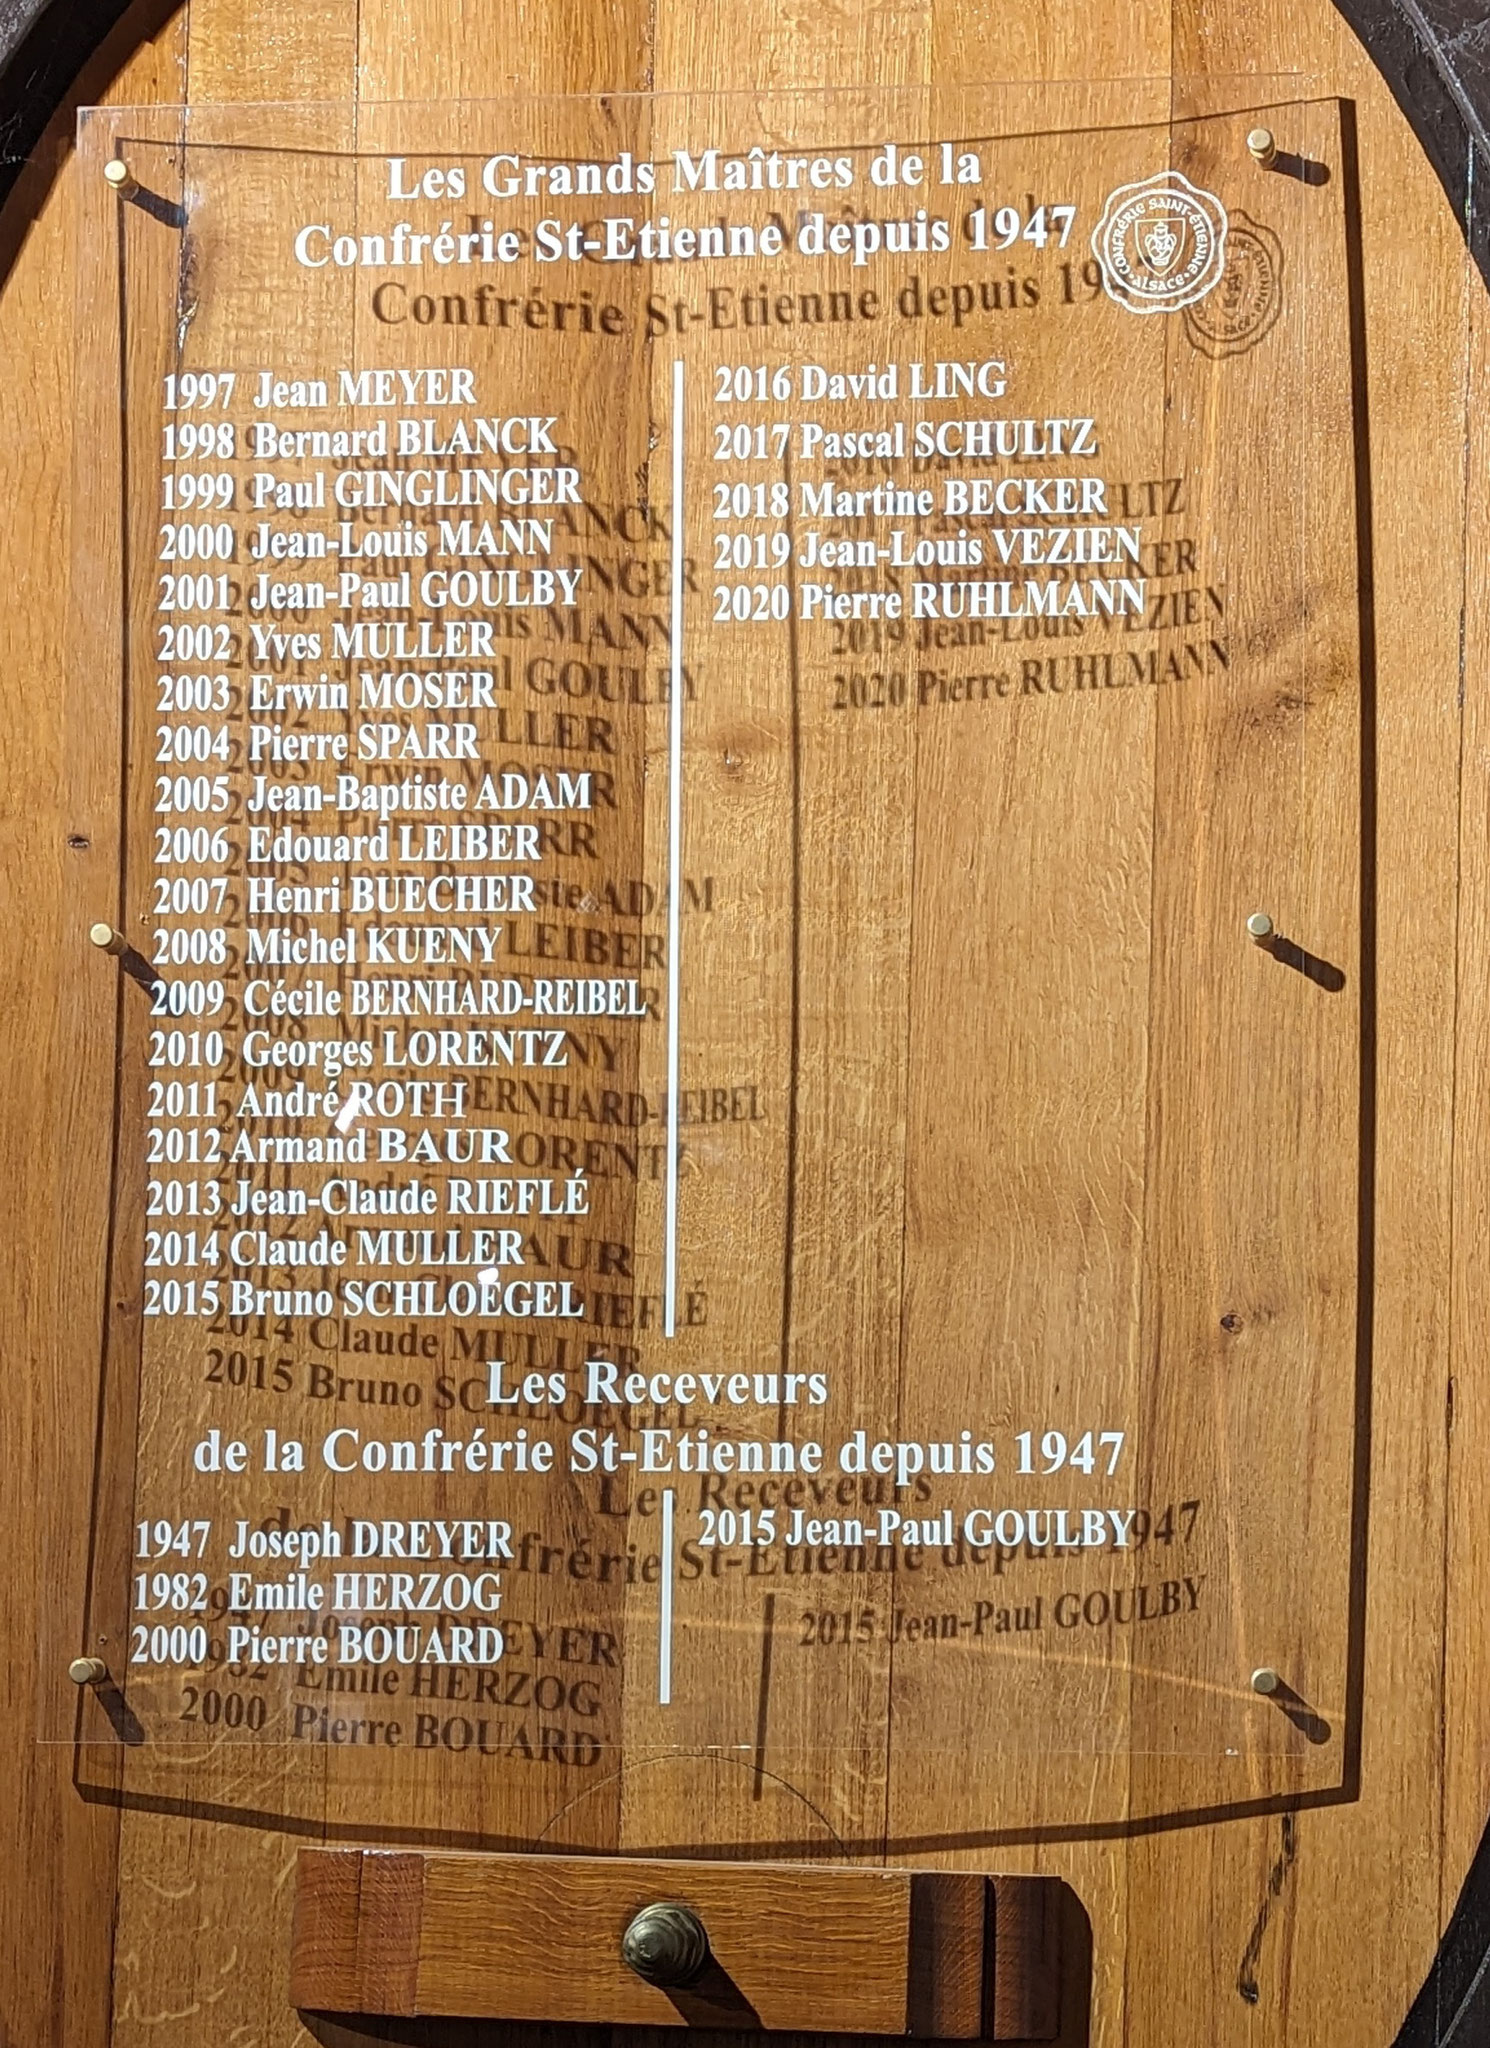 Les Grands Maîtres de la
Confrérie St-Etienne depuis 1947
CONFRÉRIE SAINT-ÉTIENNE
ALSACE
1997 Jean MEYER
1998 Bernard BLANCK
1999 Paul GINGLINGER
2000 Jean-Louis MANN
2001 Jean-Paul GOULBY
2002 Yves MULLER
2003 Erwin MOSER
2004 Pierre SPARR
2005 Jean-Baptiste ADAM
2006 Edouard LEIBER
2007 Henri BUECHER
2008 Michel KUENY
2009 Cécile BERNHARD-REIBEL
2010 Georges LORENTZ
2011 André ROTH
2012 Armand BAUR
2013 Jean-Claude RIEFLÉ
2014 Claude MULLER
2015 Bruno SCHLOEGEL
2016 David LING
2017 Pascal SCHULTZ
2018 Martine BECKER
2019 Jean-Louis VEZIEN
2020 Pierre RUHLMANN
Les Receveurs
de la Confrérie St-Etienne depuis 1947
1947 Joseph DREYER
1982 Emile HERZOG
2000 Pierre BOUARD
2015 Jean-Paul GOULBY